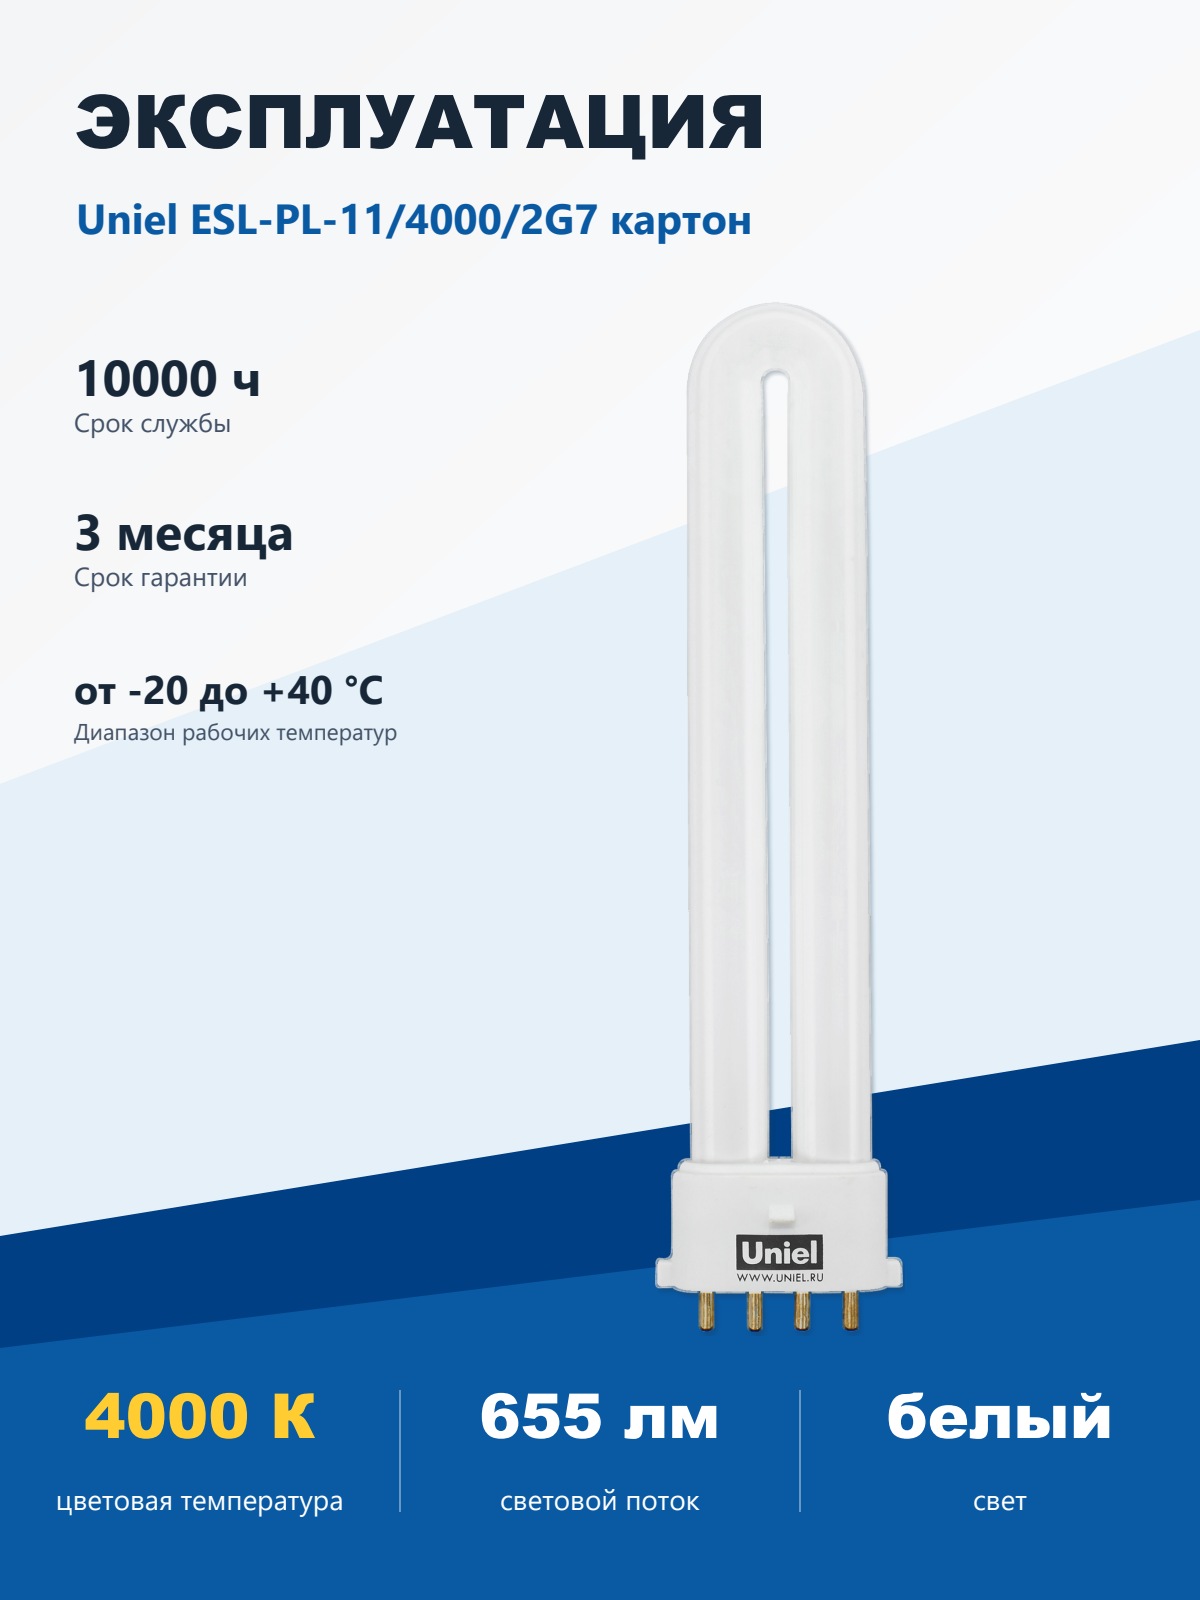 ЭКСПЛУАТАЦИЯ
Uniel ESL-PL-11/4000/2G7 картон
10000 ч
Срок службы
3 месяца
Срок гарантии
от -20 до +40 °C
Диапазон рабочих температур
Uniel
WWW.UNIEL.RU
4000 К
цветовая температура
655 лм
световой поток
белый
свет